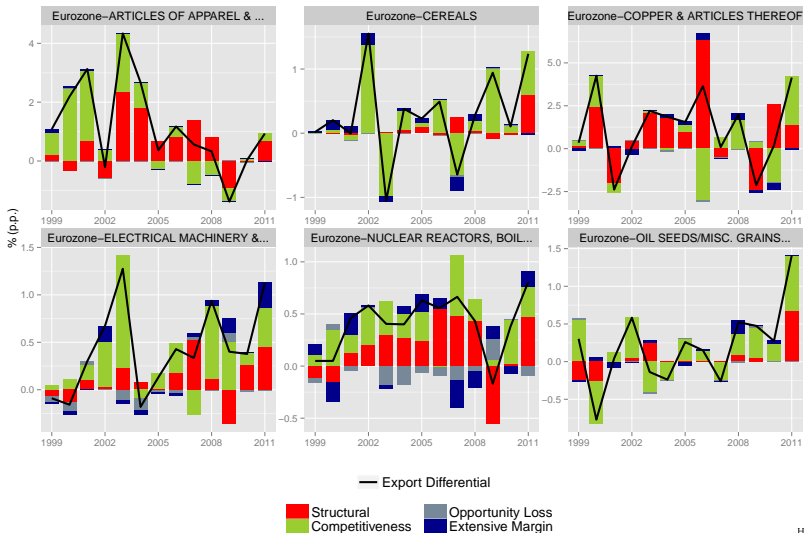 Eurozone−ARTICLES OF APPAREL & ...
Eurozone−CEREALS
Eurozone−COPPER & ARTICLES THEREOF
4
2
0
1
0
−1
5.0
2.5
0.0
−2.5
1999 2002 2005 2008 2011
1999 2002 2005 2008 2011
1999 2002 2005 2008 2011
% (p.p.)
Eurozone−ELECTRICAL MACHINERY &...
Eurozone−NUCLEAR REACTORS, BOIL...
Eurozone−OIL SEEDS/MISC. GRAINS...
1.5
1.0
0.5
0.0
1.0
0.5
0.0
−0.5
1.5
1.0
0.5
0.0
−0.5
1999 2002 2005 2008 2011
1999 2002 2005 2008 2011
1999 2002 2005 2008 2011
Export Differential
Structural
Opportunity Loss
Competitiveness
Extensive Margin
H